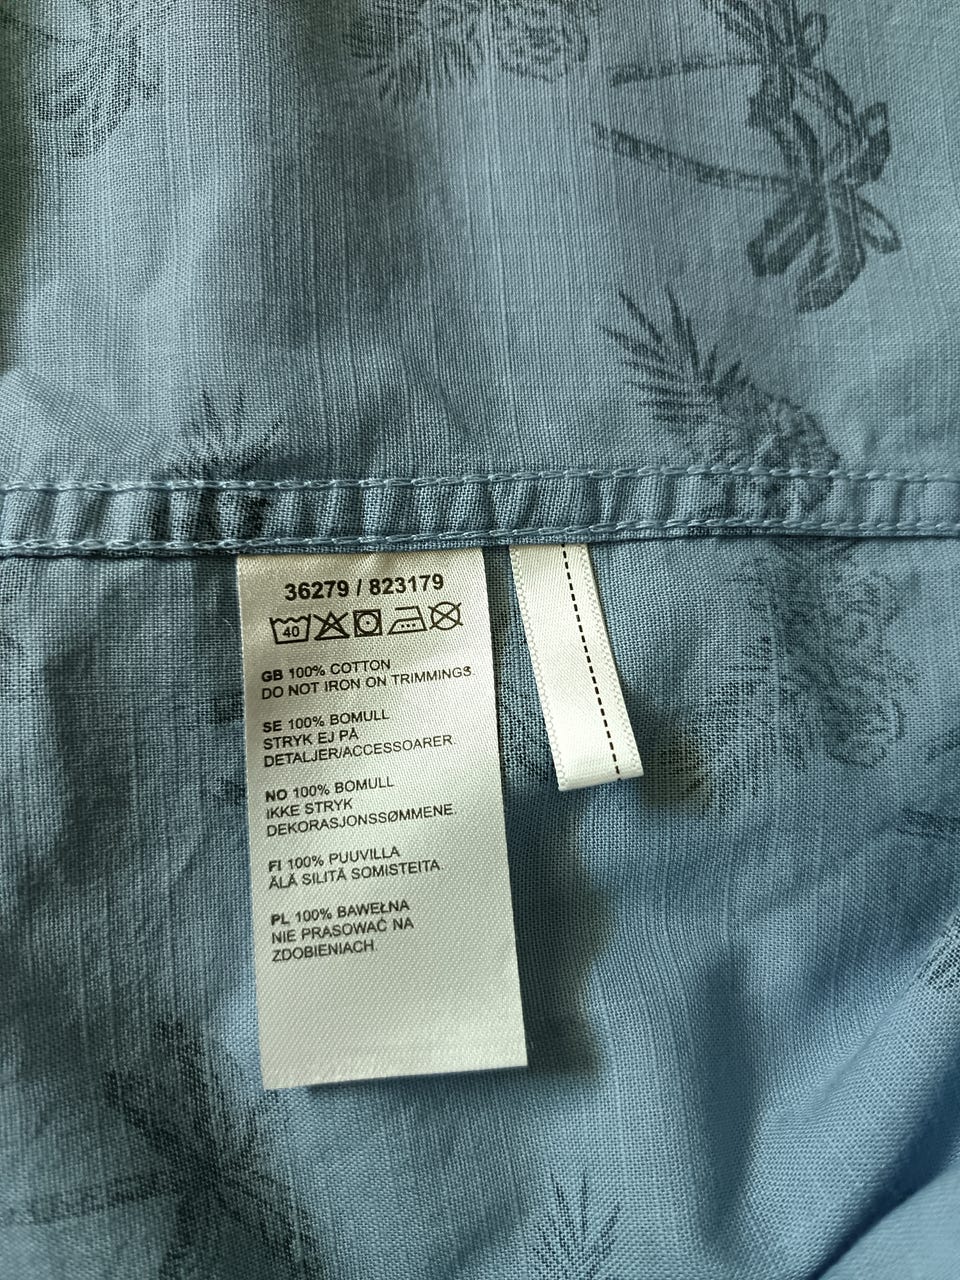 36279 / 823179
40
GB 100% COTTON
DO NOT IRON ON TRIMMINGS.
SE 100% BOMULL
STRYK EJ PÅ
DETALJER/ACCESSOARER.
NO 100% BOMULL
IKKE STRYK
DEKORASJONSSØMMENE.
FI 100% PUUVILLA
ÄLÄ SILITÄ SOMISTEITA.
PL 100% BAWEŁNA
NIE PRASOWAĆ NA
ZDOBIENIACH.